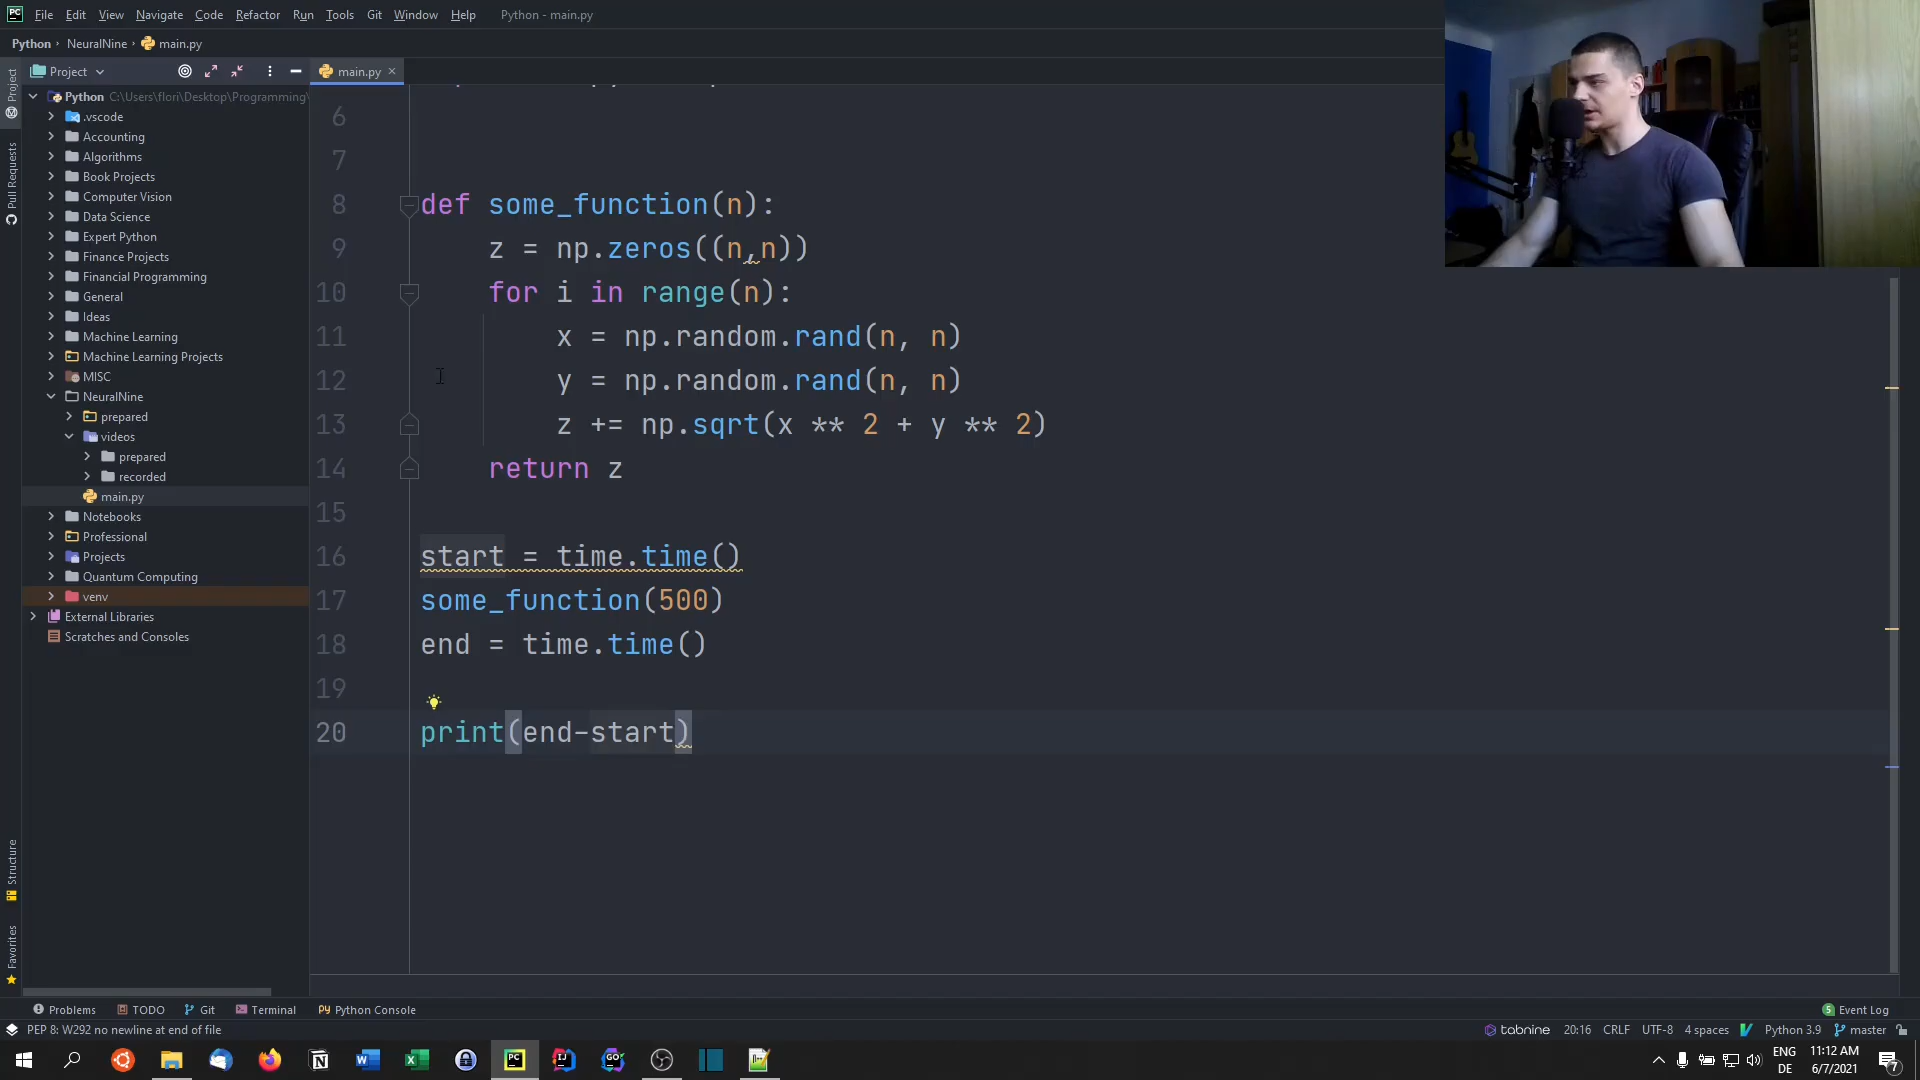 File Edit View Navigate Code Refactor Run Tools Git Window Help Python - main.py
Python › NeuralNine › main.py
Project
main.py
Python C:\Users\flori\Desktop\Programming\
.vscode
Accounting
Algorithms
Book Projects
Computer Vision
Data Science
Expert Python
Finance Projects
Financial Programming
General
Ideas
Machine Learning
Machine Learning Projects
MISC
NeuralNine
prepared
videos
prepared
recorded
main.py
Notebooks
Professional
Projects
Quantum Computing
venv
External Libraries
Scratches and Consoles
Project
Pull Requests
Structure
Favorites
6
7
8 def some_function(n):
9 z = np.zeros((n,n))
10 for i in range(n):
11 x = np.random.rand(n, n)
12 y = np.random.rand(n, n)
13 z += np.sqrt(x ** 2 + y ** 2)
14 return z
15
16 start = time.time()
17 some_function(500)
18 end = time.time()
19
20 print(end-start)
Problems TODO Git Terminal Python Console
5 Event Log
PEP 8: W292 no newline at end of file
tabnine 20:16 CRLF UTF-8 4 spaces Python 3.9 master
ENG 11:12 AM
DE 6/7/2021
7